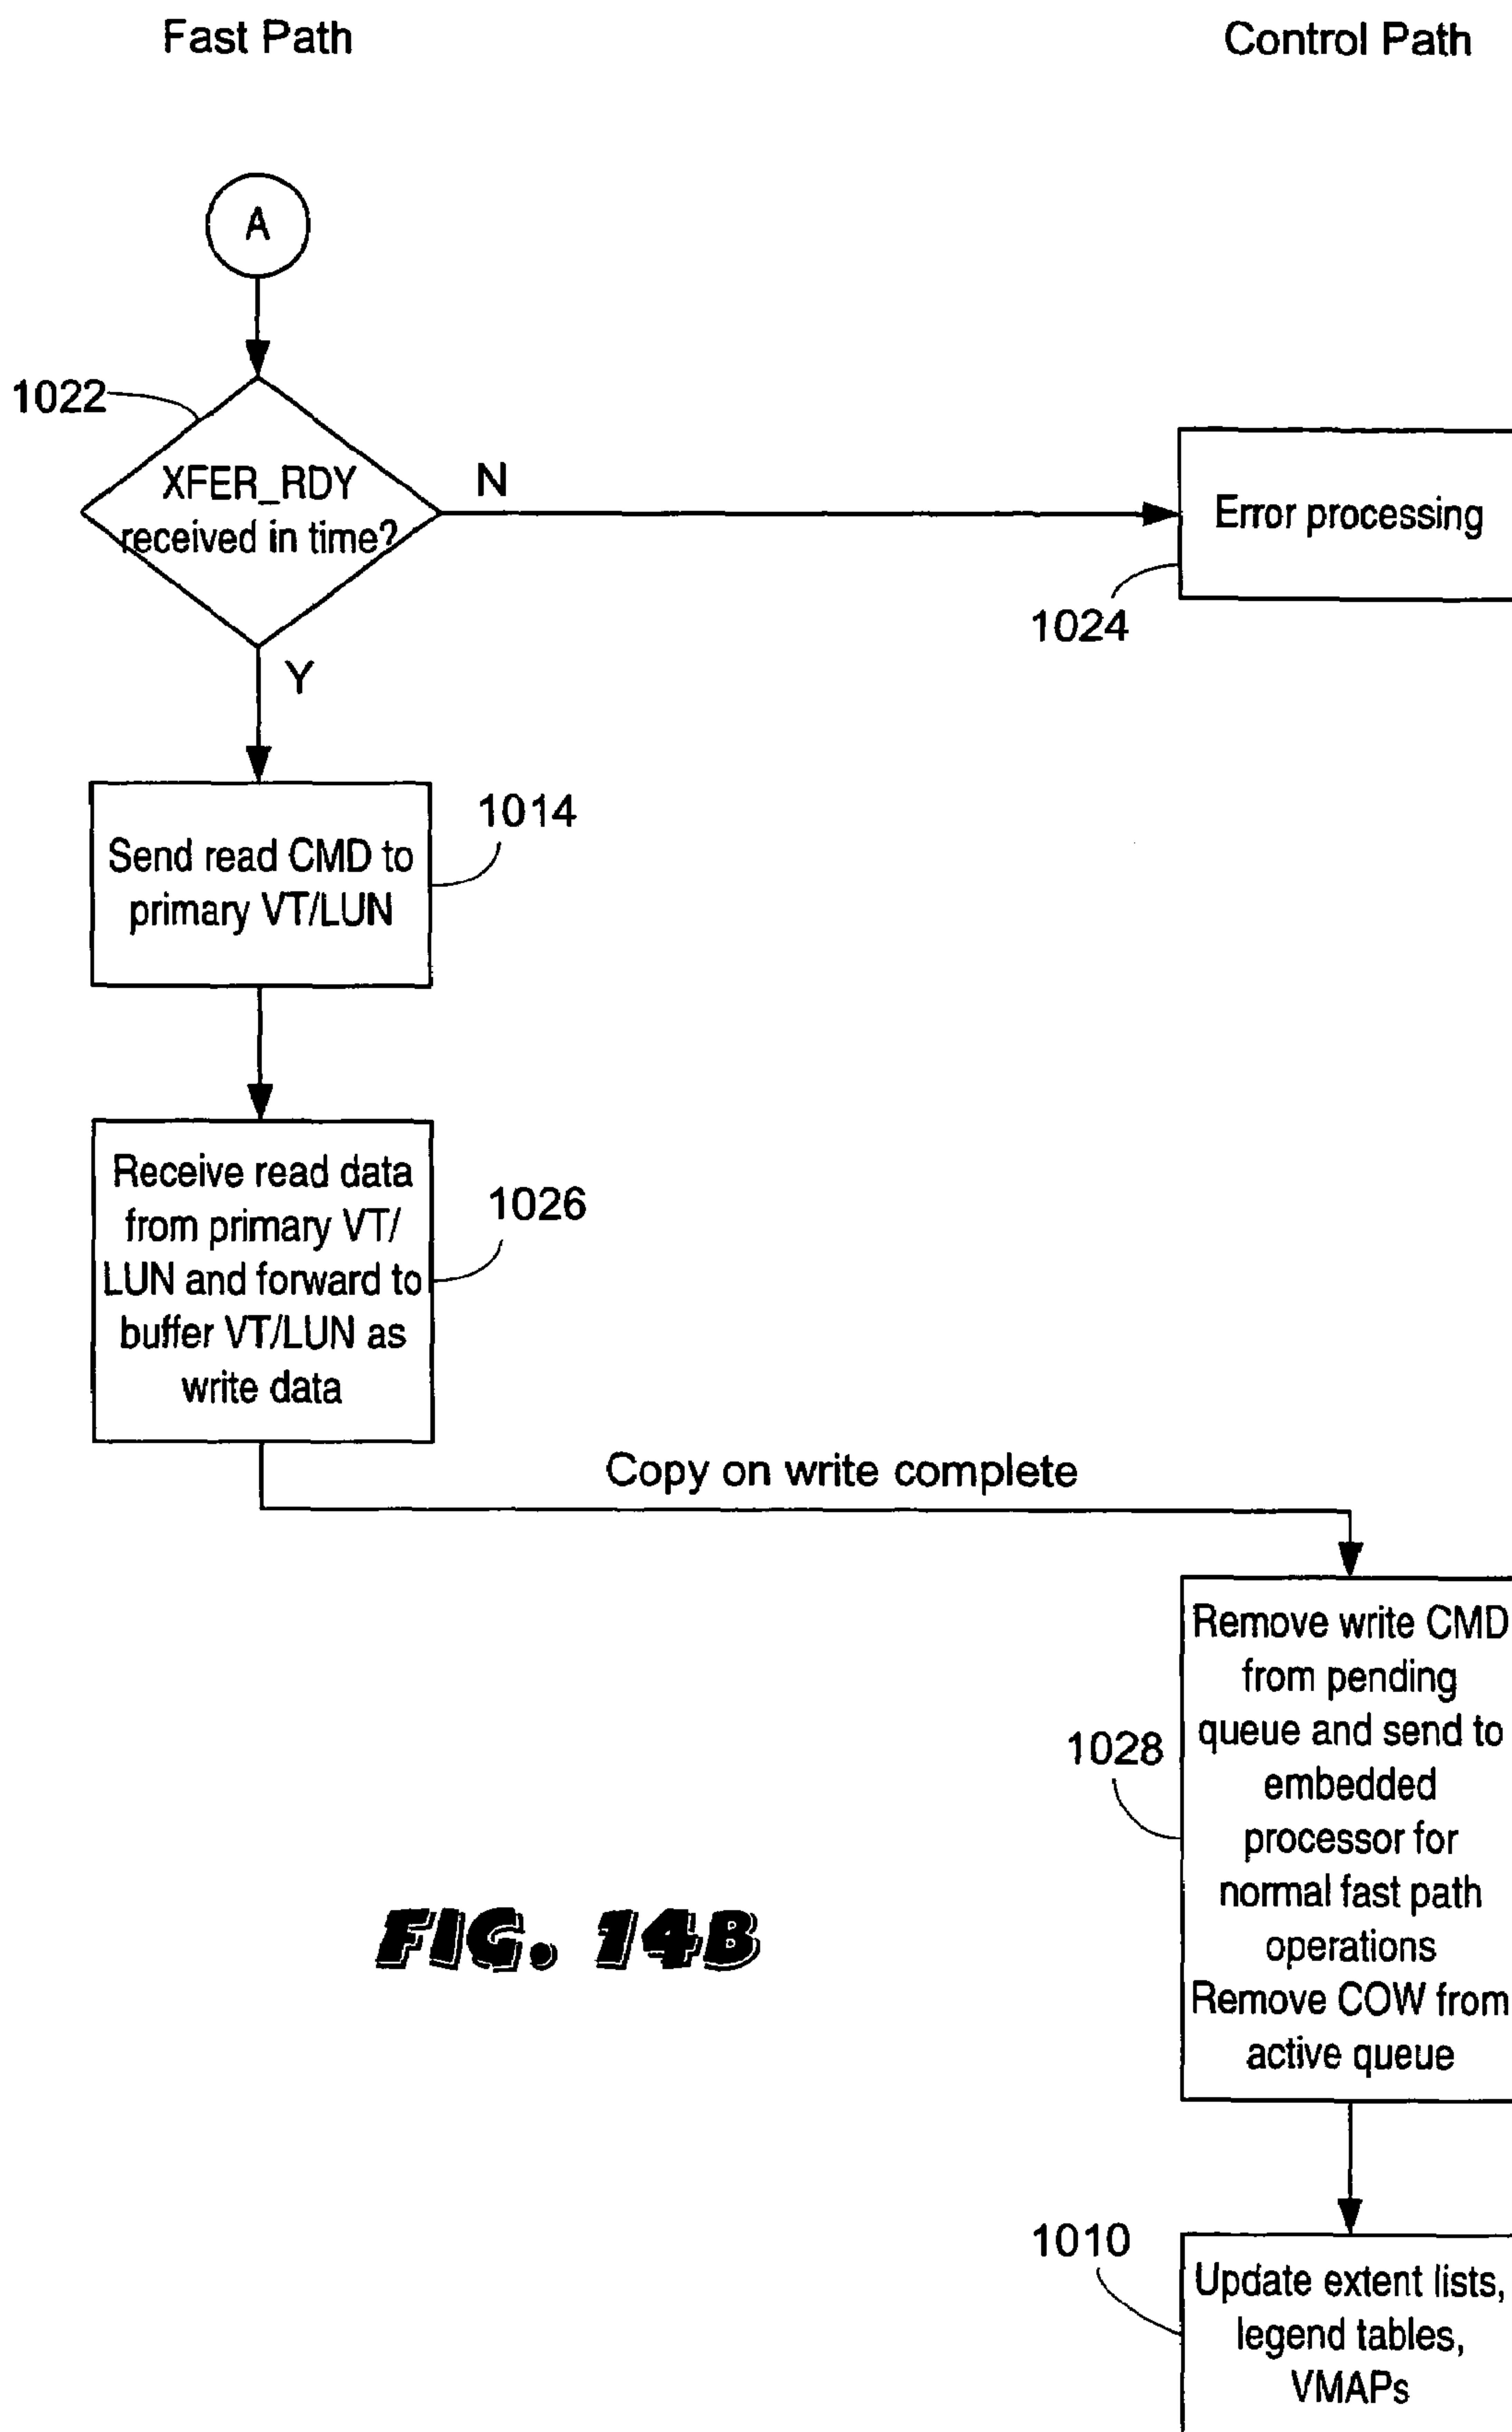 Fast Path
Control Path
A
1022
XFER_RDY
received in time?
N
Error processing
1024
Y
Send read CMD to
primary VT/LUN
1014
Receive read data
from primary VT/
LUN and forward to
buffer VT/LUN as
write data
1026
Copy on write complete
Remove write CMD
from pending
queue and send to
embedded
processor for
normal fast path
operations
Remove COW from
active queue
1028
FIG. 14B
1010
Update extent lists,
legend tables,
VMAPs